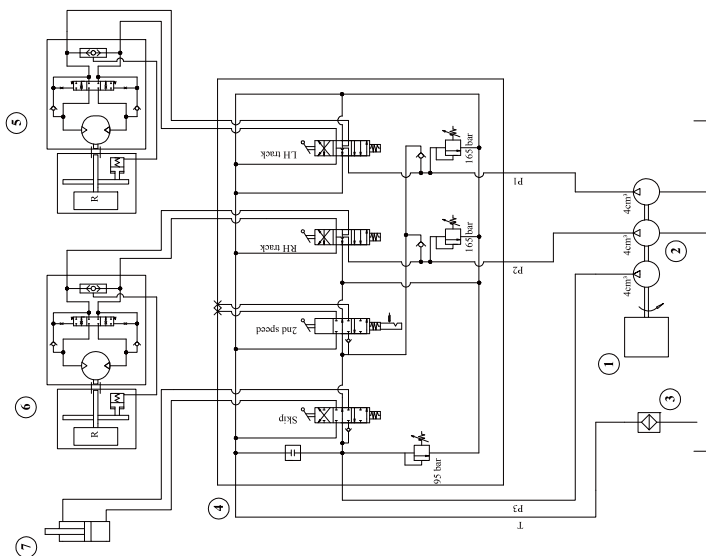 5
R
6
R
7
LH track
165 bar
RH track
165 bar
2nd speed
Skip
95 bar
4
P1
P2
P3
T
4cm³
4cm³
4cm³
2
1
3